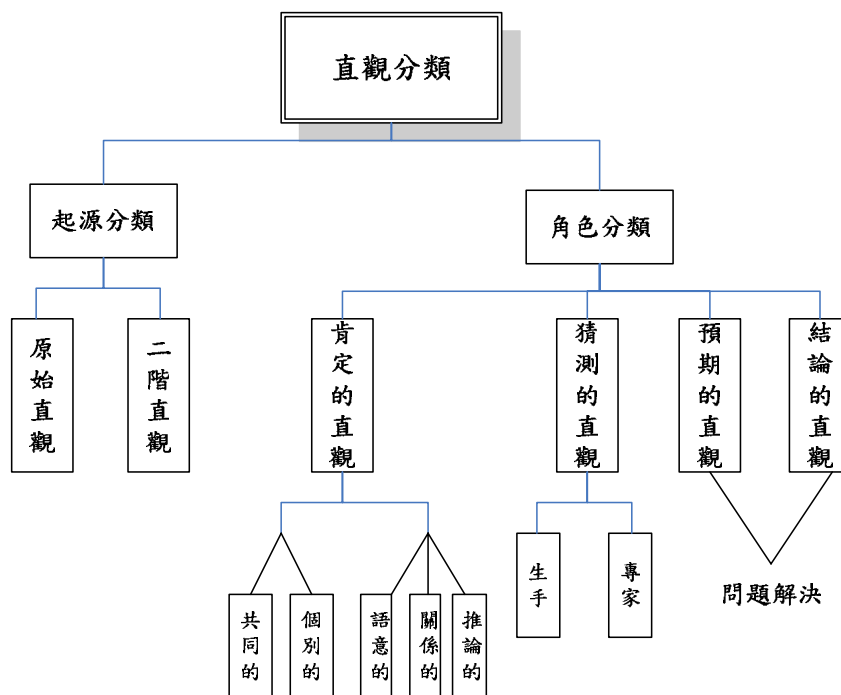 直觀分類
起源分類
角色分類
原始直觀
二階直觀
肯定的直觀
猜測的直觀
預期的直觀
結論的直觀
生手
專家
問題解決
共同的
個別的
語意的
關係的
推論的